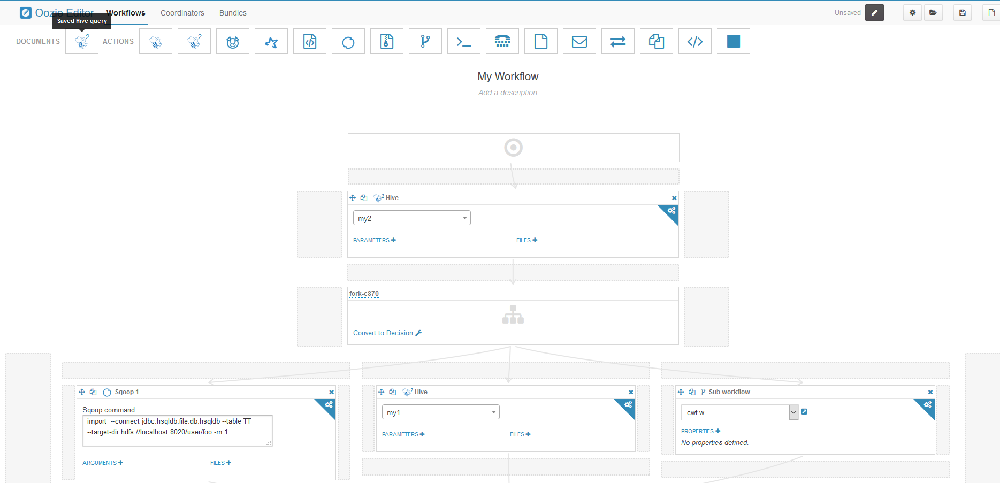 Oozie Editor
Workflows
Coordinators
Bundles
Unsaved
Saved Hive query
DOCUMENTS
2
ACTIONS
2
My Workflow
Add a description...
2 Hive
my2
PARAMETERS
FILES
fork-c870
Convert to Decision
Sqoop 1
Sqoop command
import --connect jdbc:hsqldb:file:db.hsqldb --table TT
--target-dir hdfs://localhost:8020/user/foo -m 1
ARGUMENTS
FILES
2 Hive
my1
PARAMETERS
FILES
Sub workflow
cwf-w
PROPERTIES
No properties defined.